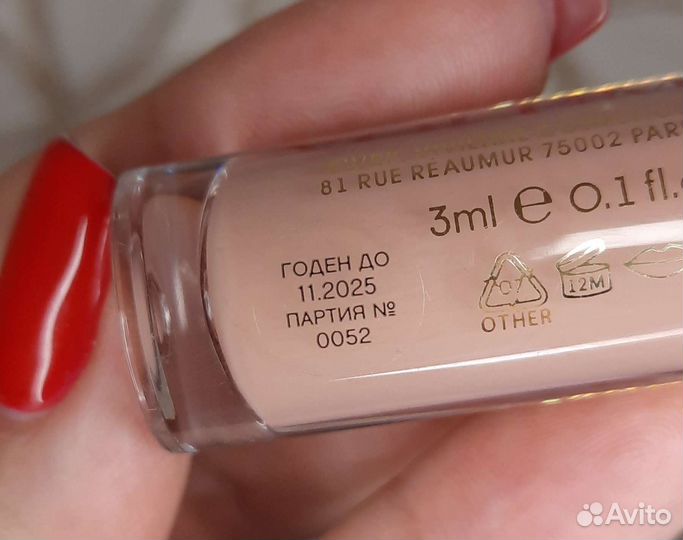 81 RUE REAUMUR 75002 PAR
3ml e 0.1 fl.
ГОДЕН ДО
11.2025
ПАРТИЯ №
0052
07
OTHER
12M
Avito